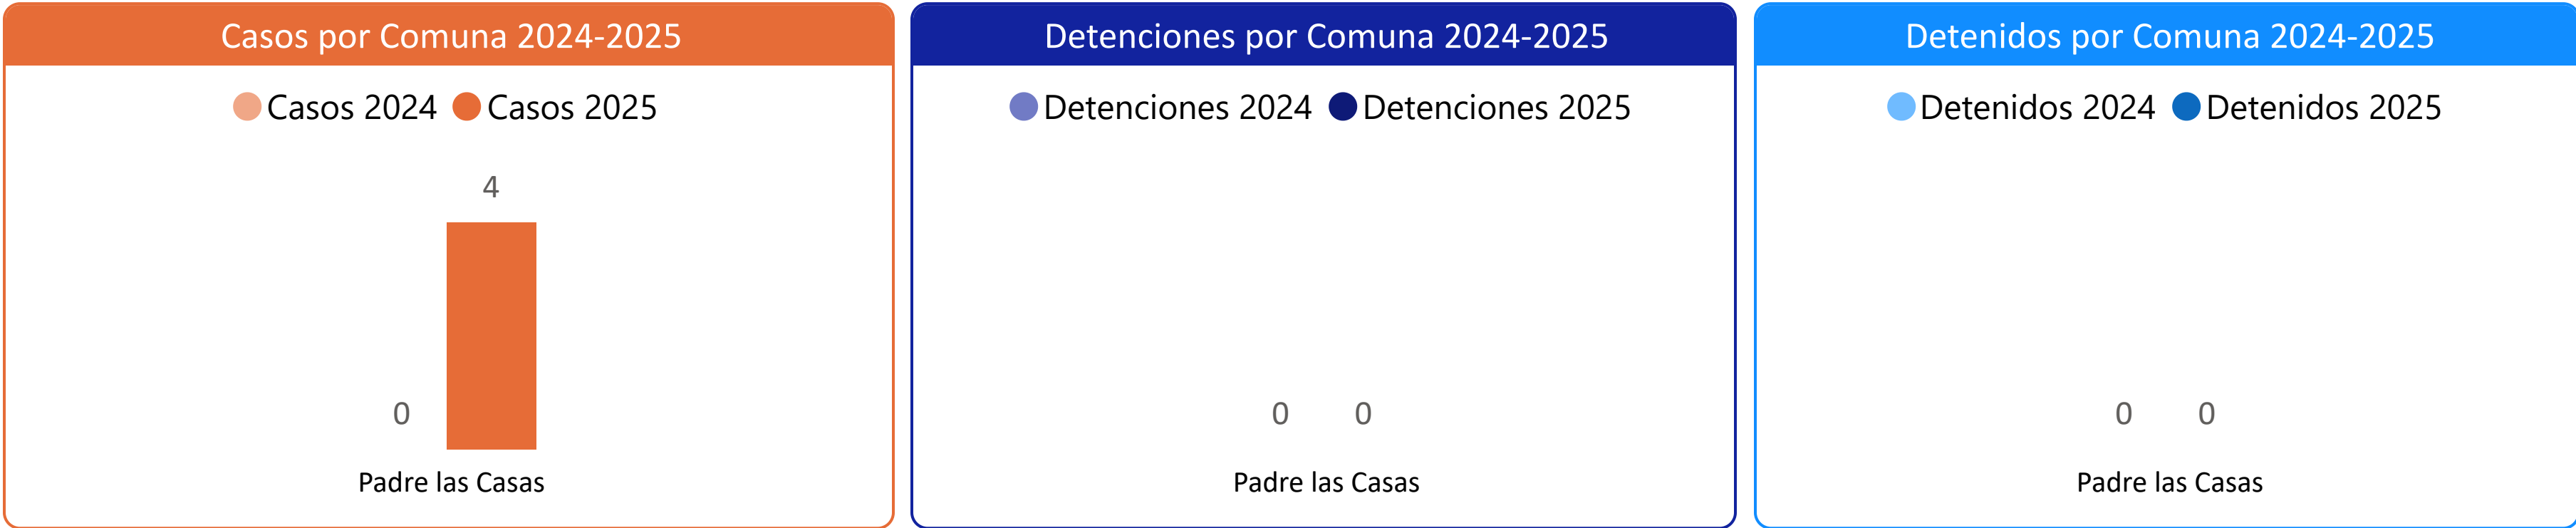 Casos por Comuna 2024-2025
Casos 2024 Casos 2025
4
0
Padre las Casas
Detenciones por Comuna 2024-2025
Detenciones 2024 Detenciones 2025
0 0
Padre las Casas
Detenidos por Comuna 2024-2025
Detenidos 2024 Detenidos 2025
0 0
Padre las Casas